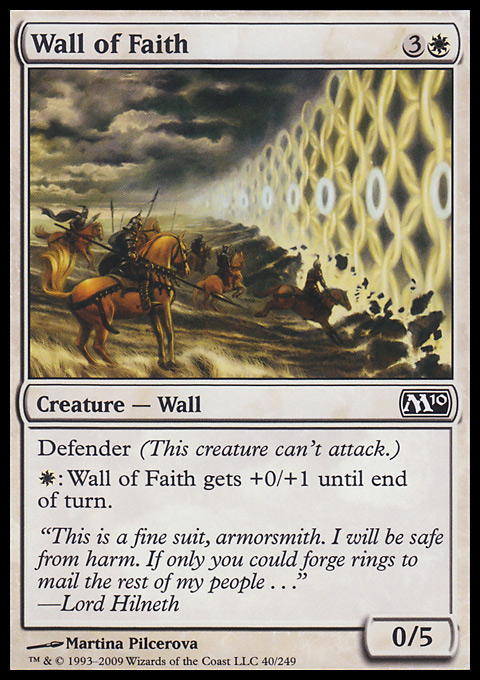 Wall of Faith 3
Creature — Wall M10
Defender (This creature can't attack.)
: Wall of Faith gets +0/+1 until end
of turn.
“This is a fine suit, armorsmith. I will be safe
from harm. If only you could forge rings to
mail the rest of my people . . .”
—Lord Hilneth
Martina Pilcerova
0/5
™ & © 1993–2009 Wizards of the Coast LLC 40/249